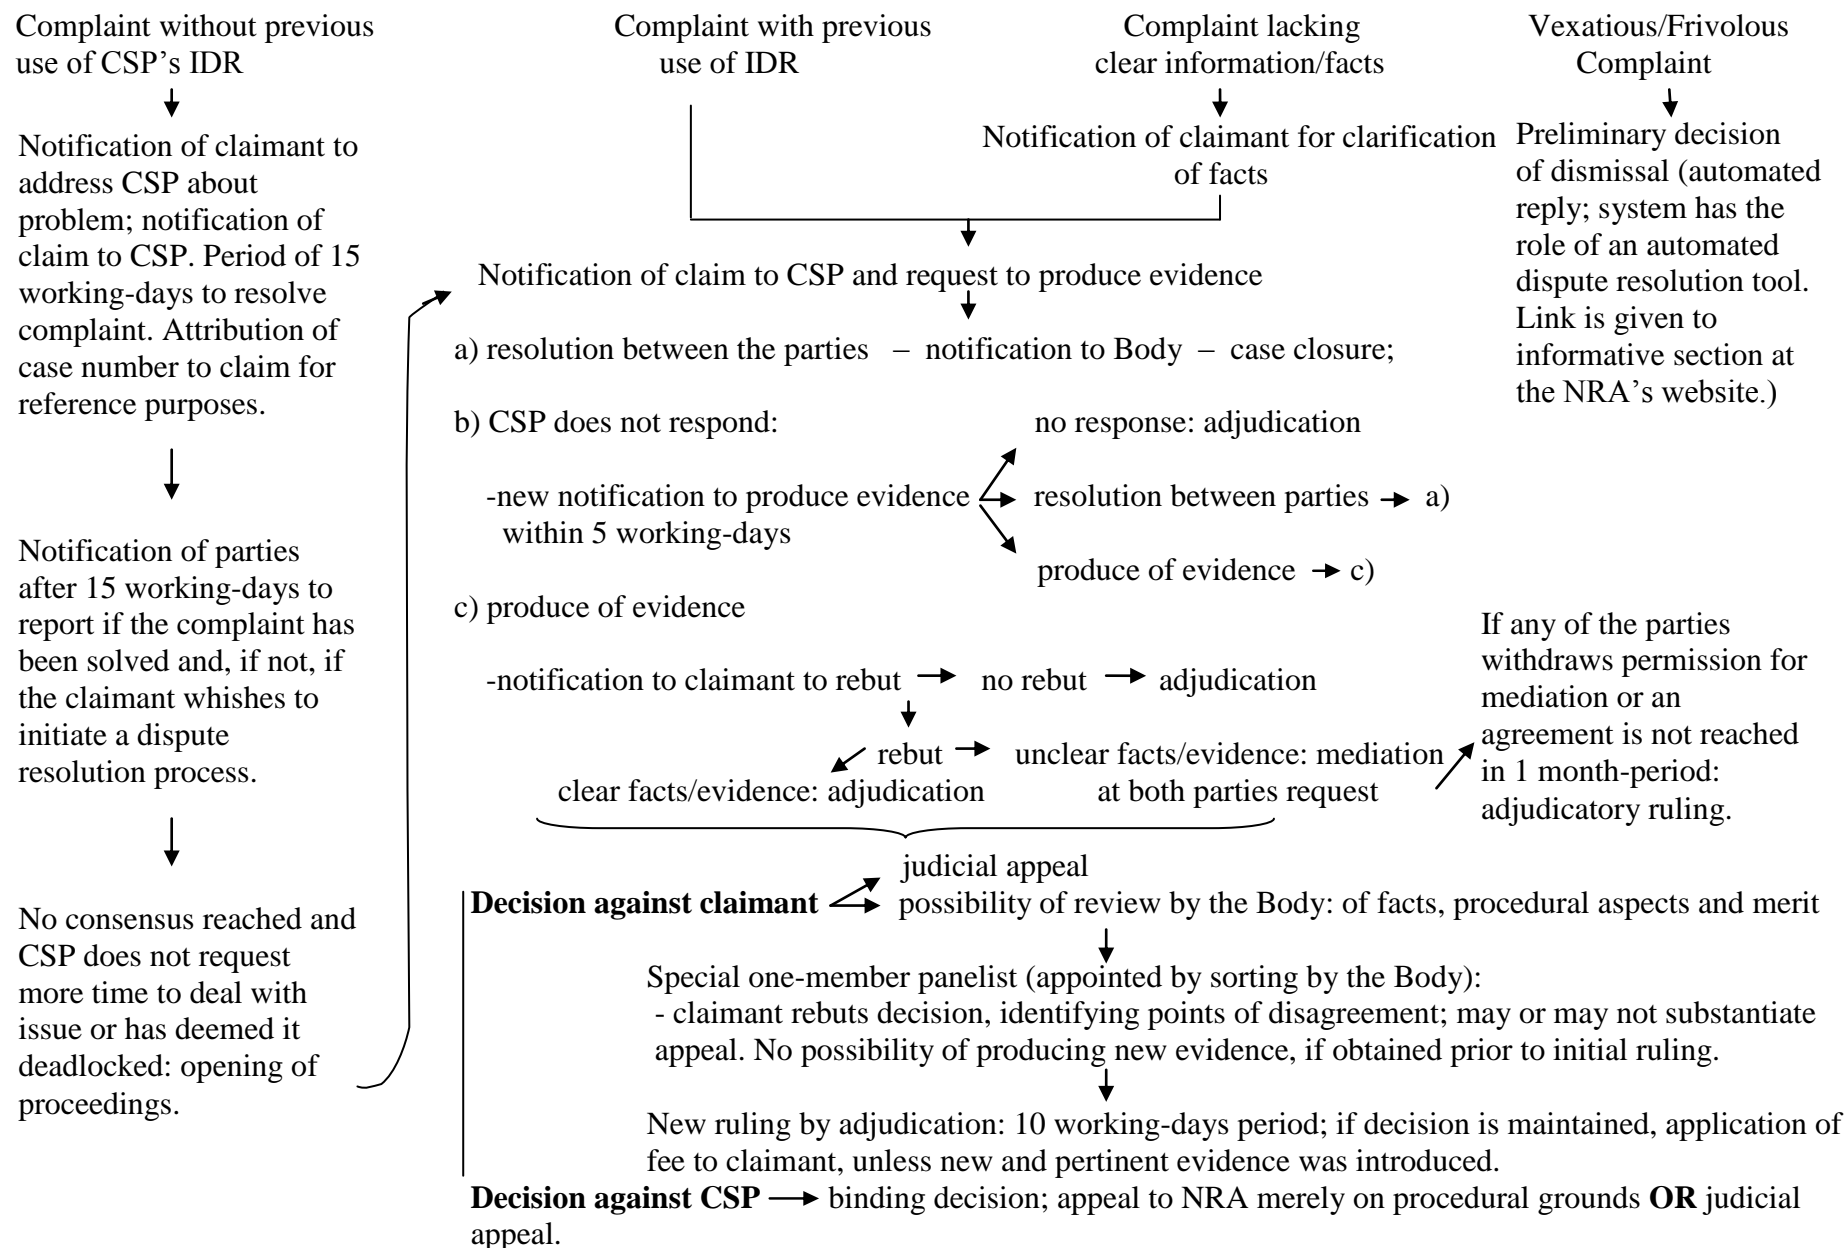 Complaint without previous
use of CSP’s IDR
Notification of claimant to
address CSP about
problem; notification of
claim to CSP. Period of 15
working-days to resolve
complaint. Attribution of
case number to claim for
reference purposes.
Notification of parties
after 15 working-days to
report if the complaint has
been solved and, if not, if
the claimant whishes to
initiate a dispute
resolution process.
No consensus reached and
CSP does not request
more time to deal with
issue or has deemed it
deadlocked: opening of
proceedings.
Complaint with previous
use of IDR
Complaint lacking
clear information/facts
Notification of claimant for clarification
of facts
Vexatious/Frivolous
Complaint
Preliminary decision
of dismissal (automated
reply; system has the
role of an automated
dispute resolution tool.
Link is given to
informative section at
the NRA’s website.)
Notification of claim to CSP and request to produce evidence
a) resolution between the parties – notification to Body – case closure;
b) CSP does not respond:
no response: adjudication
-new notification to produce evidence
within 5 working-days
resolution between parties a)
produce of evidence c)
c) produce of evidence
-notification to claimant to rebut no rebut adjudication
rebut
unclear facts/evidence: mediation
at both parties request
clear facts/evidence: adjudication
If any of the parties
withdraws permission for
mediation or an
agreement is not reached
in 1 month-period:
adjudicatory ruling.
judicial appeal
Decision against claimant possibility of review by the Body: of facts, procedural aspects and merit
Special one-member panelist (appointed by sorting by the Body):
- claimant rebuts decision, identifying points of disagreement; may or may not substantiate
appeal. No possibility of producing new evidence, if obtained prior to initial ruling.
New ruling by adjudication: 10 working-days period; if decision is maintained, application of
fee to claimant, unless new and pertinent evidence was introduced.
Decision against CSP binding decision; appeal to NRA merely on procedural grounds OR judicial
appeal.